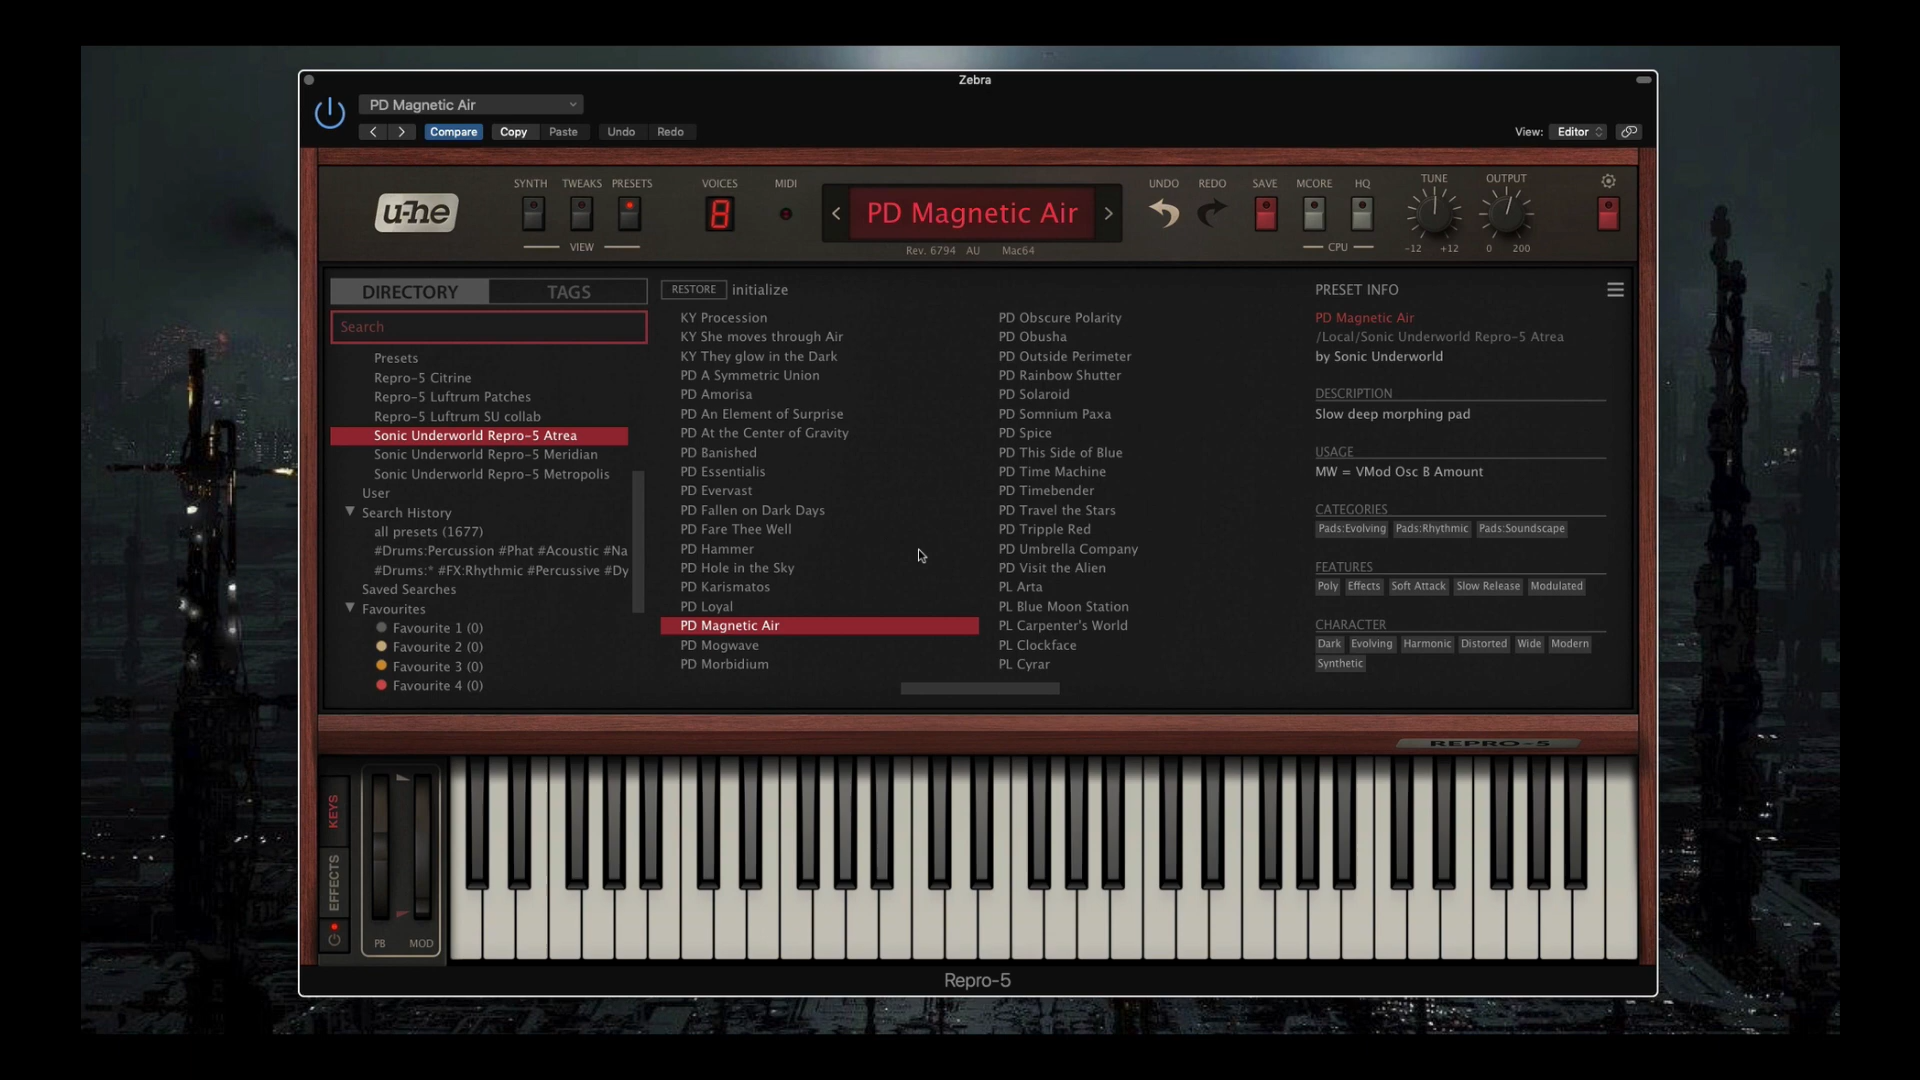 Zebra
PD Magnetic Air
Compare Copy Paste Undo Redo
View: Editor
u-he
SYNTH TWEAKS PRESETS
VIEW
VOICES
8
MIDI
PD Magnetic Air
Rev. 6794 AU Mac64
UNDO REDO SAVE MCORE HQ
CPU
TUNE
-12 +12
OUTPUT
0 200
DIRECTORY TAGS
Search
Presets
Repro-5 Citrine
Repro-5 Luftrum Patches
Repro-5 Luftrum SU collab
Sonic Underworld Repro-5 Atrea
Sonic Underworld Repro-5 Meridian
Sonic Underworld Repro-5 Metropolis
User
Search History
all presets (1677)
#Drums:Percussion #Phat #Acoustic #Na
#Drums:* #FX:Rhythmic #Percussive #Dy
Saved Searches
Favourites
Favourite 1 (0)
Favourite 2 (0)
Favourite 3 (0)
Favourite 4 (0)
RESTORE initialize
KY Procession
KY She moves through Air
KY They glow in the Dark
PD A Symmetric Union
PD Amorisa
PD An Element of Surprise
PD At the Center of Gravity
PD Banished
PD Essentialis
PD Evervast
PD Fallen on Dark Days
PD Fare Thee Well
PD Hammer
PD Hole in the Sky
PD Karismatos
PD Loyal
PD Magnetic Air
PD Mogwave
PD Morbidium
PD Obscure Polarity
PD Obusha
PD Outside Perimeter
PD Rainbow Shutter
PD Solaroid
PD Somnium Paxa
PD Spice
PD This Side of Blue
PD Time Machine
PD Timebender
PD Travel the Stars
PD Tripple Red
PD Umbrella Company
PD Visit the Alien
PL Arta
PL Blue Moon Station
PL Carpenter's World
PL Clockface
PL Cyrar
PRESET INFO
PD Magnetic Air
/Local/Sonic Underworld Repro-5 Atrea
by Sonic Underworld
DESCRIPTION
Slow deep morphing pad
USAGE
MW = VMod Osc B Amount
CATEGORIES
Pads:Evolving Pads:Rhythmic Pads:Soundscape
FEATURES
Poly Effects Soft Attack Slow Release Modulated
CHARACTER
Dark Evolving Harmonic Distorted Wide Modern
Synthetic
REPRO-5
KEYS
EFFECTS
PB MOD
Repro-5